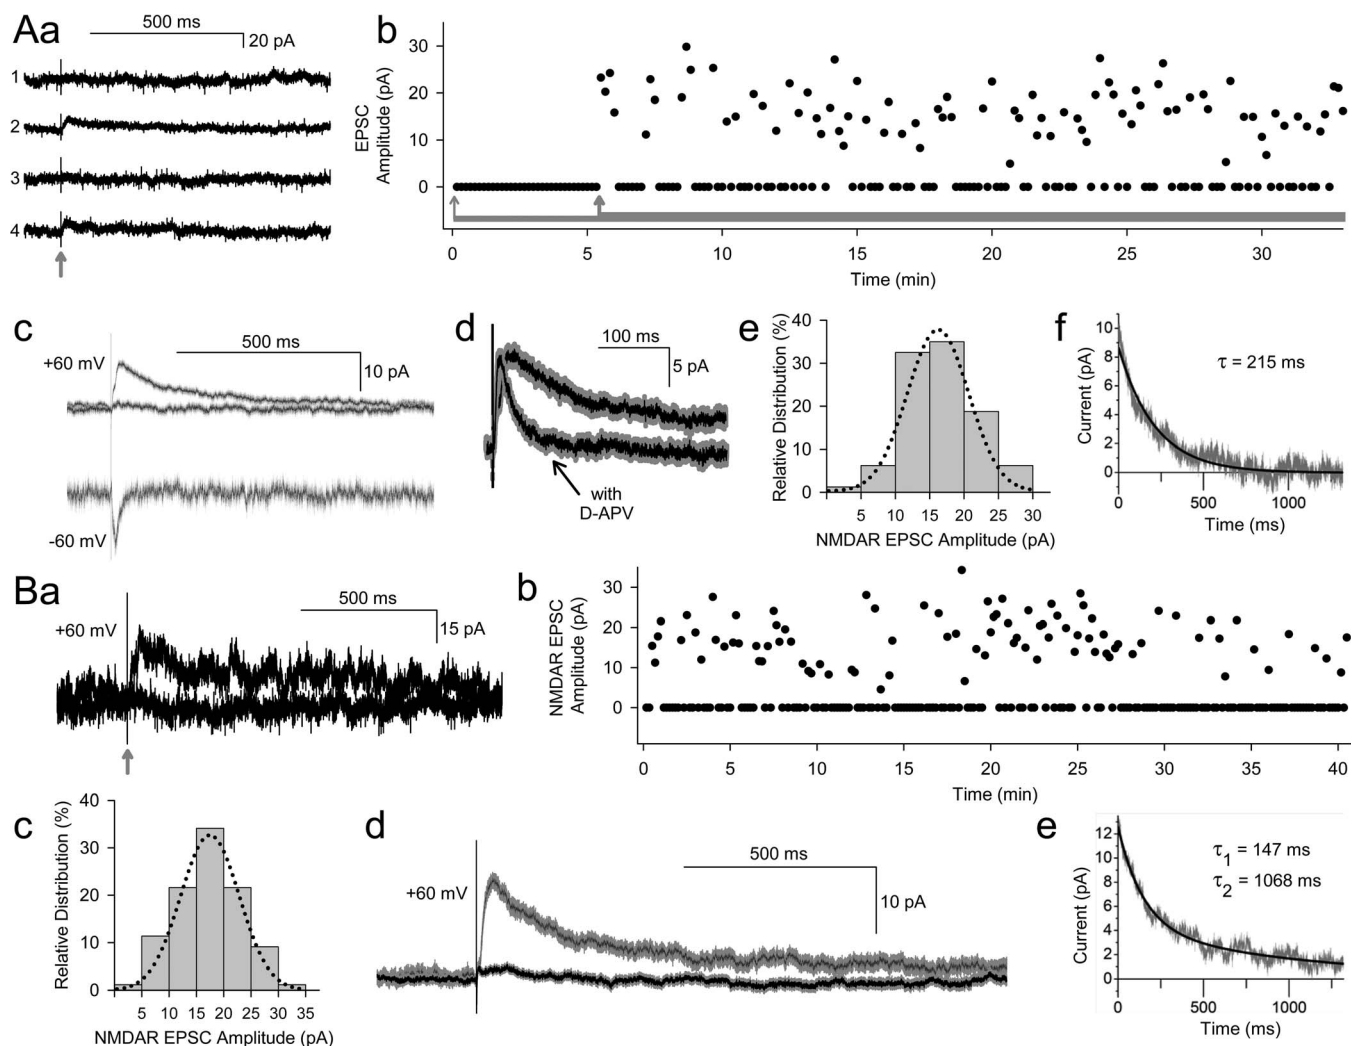 Aa
500 ms
20 pA
1
2
3
4
b
EPSC
Amplitude (pA)
30
20
10
0
0 5 10 15 20 25 30
Time (min)
c
+60 mV
500 ms
10 pA
-60 mV
d
100 ms
5 pA
with
D-APV
e
Relative Distribution (%)
40
30
20
10
0
5 10 15 20 25 30
NMDAR EPSC Amplitude (pA)
f
Current (pA)
10
8
6
4
2
0
τ = 215 ms
500 1000
Time (ms)
Ba
+60 mV
500 ms
15 pA
b
NMDAR EPSC
Amplitude (pA)
30
20
10
0
0 5 10 15 20 25 30 35 40
Time (min)
c
Relative Distribution (%)
40
30
20
10
0
5 10 15 20 25 30 35
NMDAR EPSC Amplitude (pA)
d
+60 mV
500 ms
10 pA
e
Current (pA)
12
10
8
6
4
2
0
τ1 = 147 ms
τ2 = 1068 ms
500 1000
Time (ms)